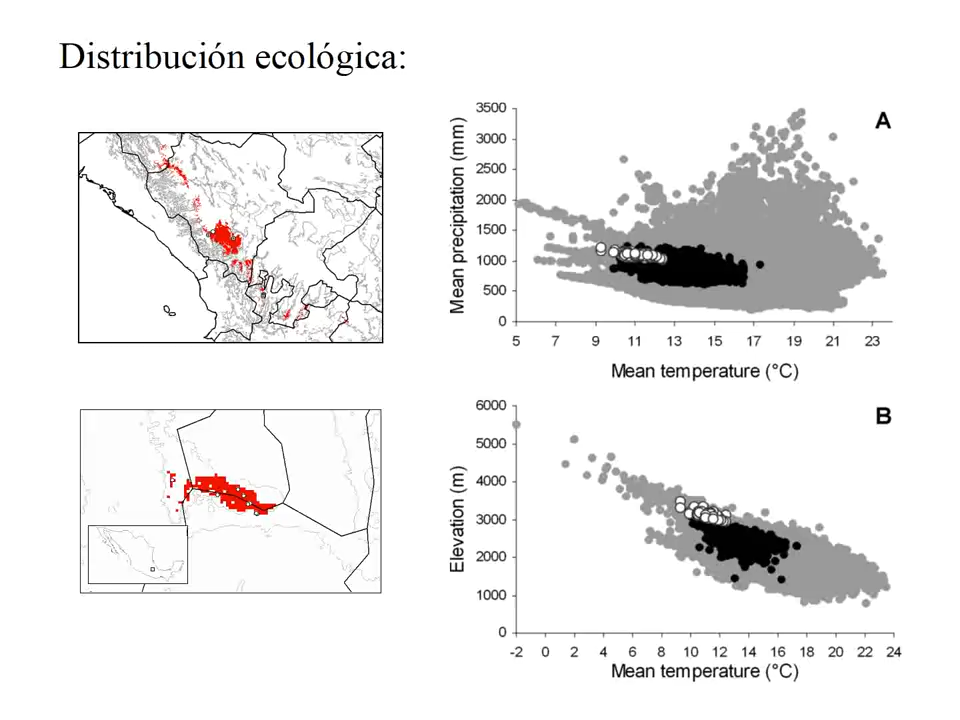 Distribución ecológica:
A
Mean precipitation (mm)
3500
3000
2500
2000
1500
1000
500
0
5 7 9 11 13 15 17 19 21 23
Mean temperature (°C)
B
Elevation (m)
6000
5000
4000
3000
2000
1000
0
-2 0 2 4 6 8 10 12 14 16 18 20 22 24
Mean temperature (°C)